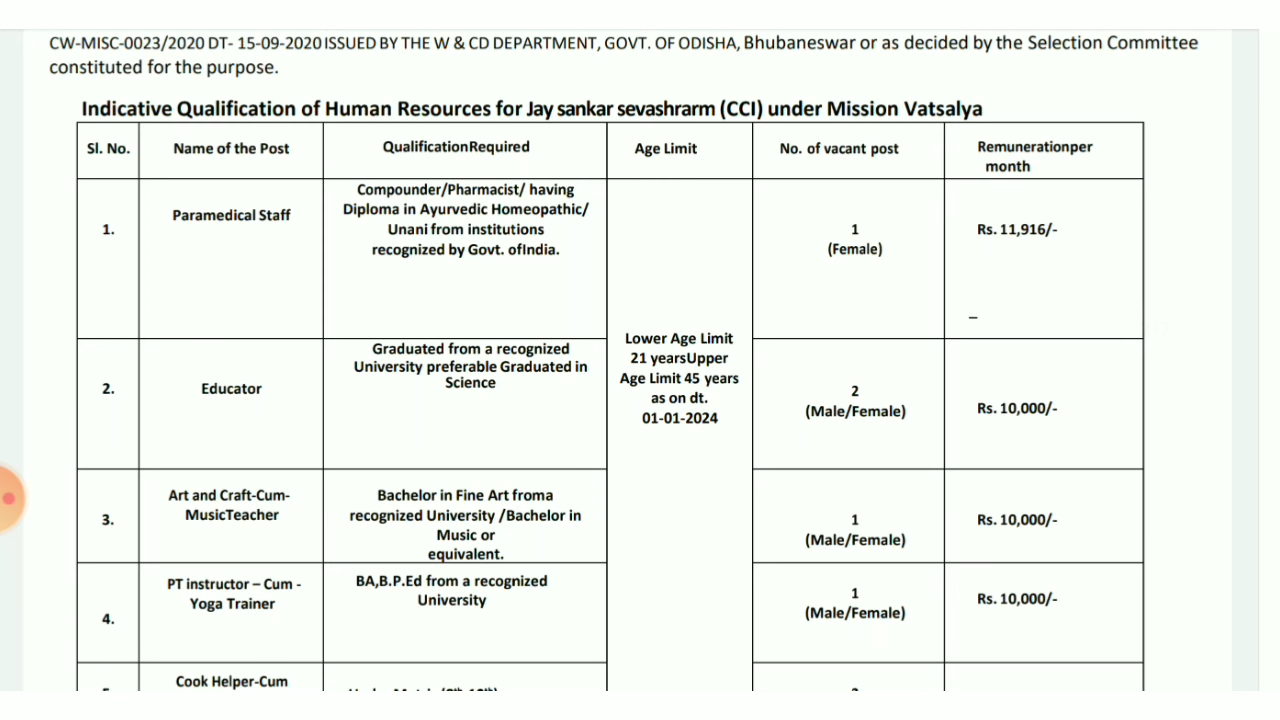 CW-MISC-0023/2020 DT- 15-09-2020 ISSUED BY THE W & CD DEPARTMENT, GOVT. OF ODISHA, Bhubaneswar or as decided by the Selection Committee
constituted for the purpose.
Indicative Qualification of Human Resources for Jay sankar sevashrarm (CCI) under Mission Vatsalya
Sl. No.
Name of the Post
QualificationRequired
Age Limit
No. of vacant post
Remunerationper
month
1.
Paramedical Staff
Compounder/Pharmacist/ having
Diploma in Ayurvedic Homeopathic/
Unani from institutions
recognized by Govt. ofIndia.
Lower Age Limit
21 yearsUpper
Age Limit 45 years
as on dt.
01-01-2024
1
(Female)
Rs. 11,916/-
_
2.
Educator
Graduated from a recognized
University preferable Graduated in
Science
2
(Male/Female)
Rs. 10,000/-
3.
Art and Craft-Cum-
MusicTeacher
Bachelor in Fine Art froma
recognized University /Bachelor in
Music or
equivalent.
1
(Male/Female)
Rs. 10,000/-
4.
PT instructor – Cum -
Yoga Trainer
BA,B.P.Ed from a recognized
University
1
(Male/Female)
Rs. 10,000/-
Cook Helper-Cum